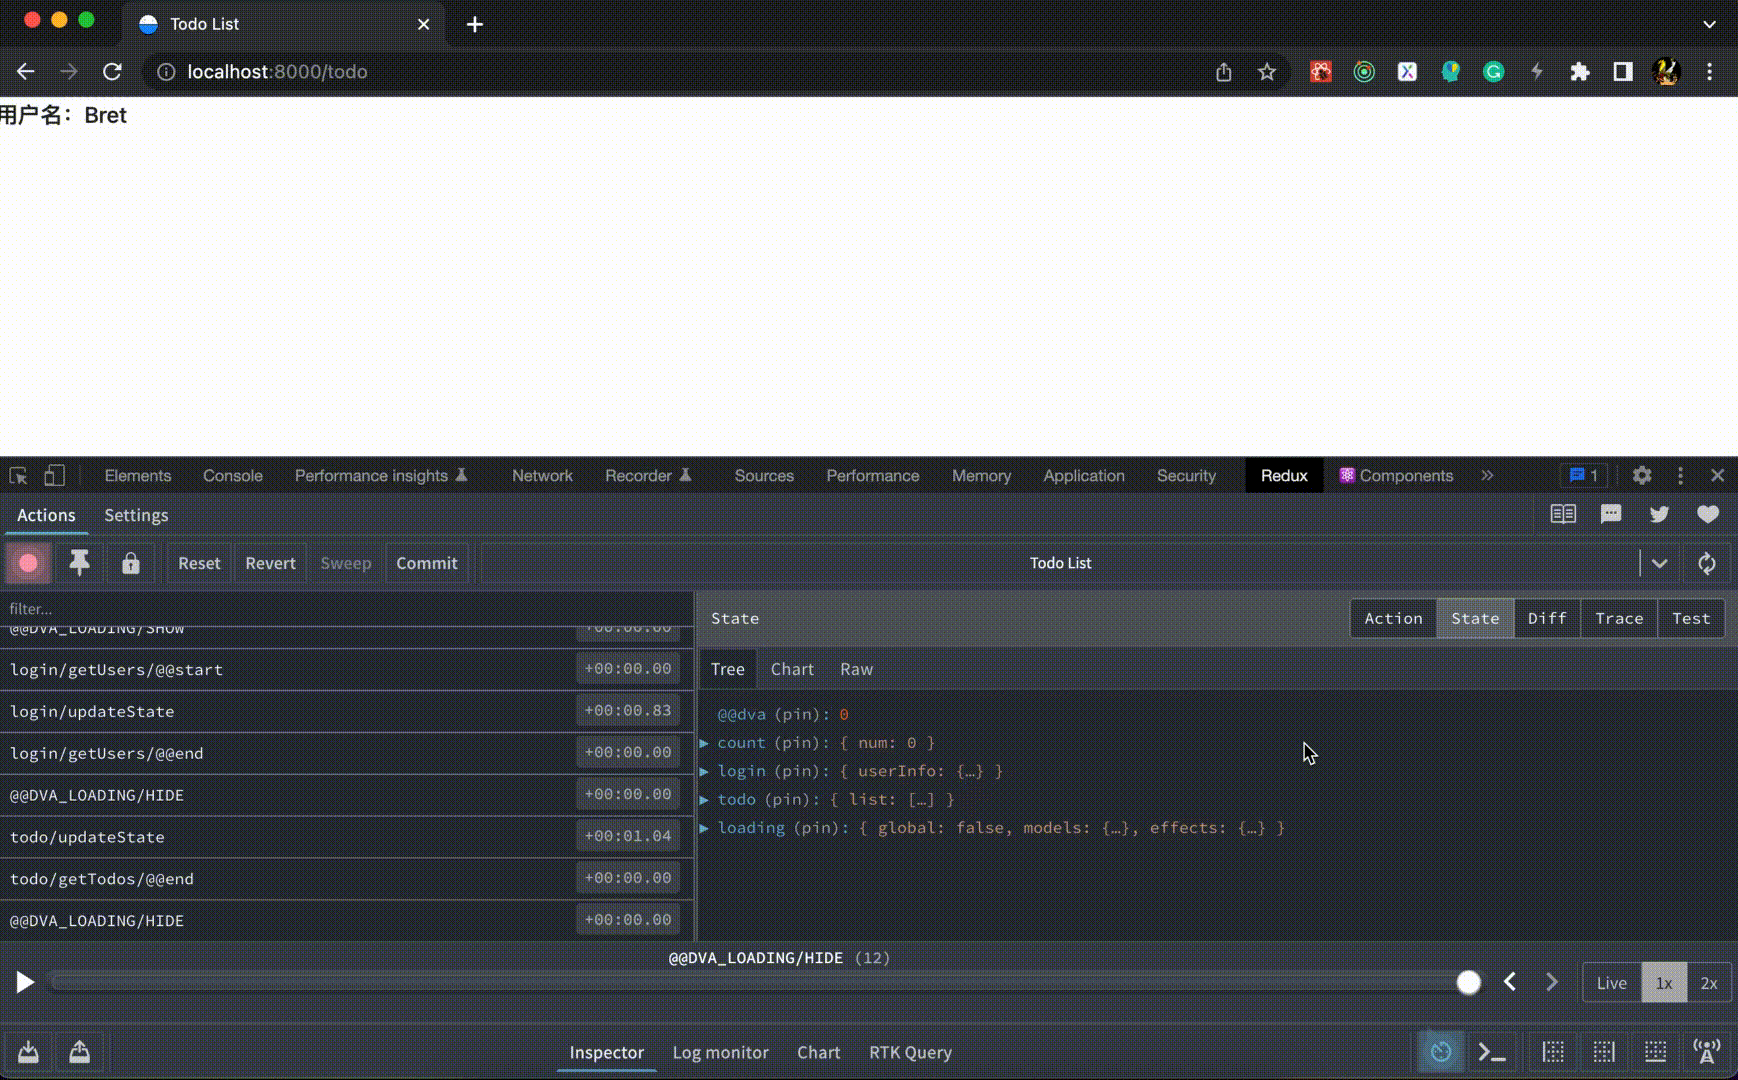 Todo List
localhost:8000/todo
用户名：Bret
Elements Console Performance insights Network Recorder Sources Performance Memory Application Security Redux Components » 1
Actions Settings
Reset Revert Sweep Commit Todo List
filter...
@@DVA_LOADING/SHOW +00:00.00
login/getUsers/@@start +00:00.00
login/updateState +00:00.83
login/getUsers/@@end +00:00.00
@@DVA_LOADING/HIDE +00:00.00
todo/updateState +00:01.04
todo/getTodos/@@end +00:00.00
@@DVA_LOADING/HIDE +00:00.00
State Action State Diff Trace Test
Tree Chart Raw
@@dva (pin): 0
count (pin): { num: 0 }
login (pin): { userInfo: {…} }
todo (pin): { list: […] }
loading (pin): { global: false, models: {…}, effects: {…} }
@@DVA_LOADING/HIDE (12)
Live 1x 2x
Inspector Log monitor Chart RTK Query